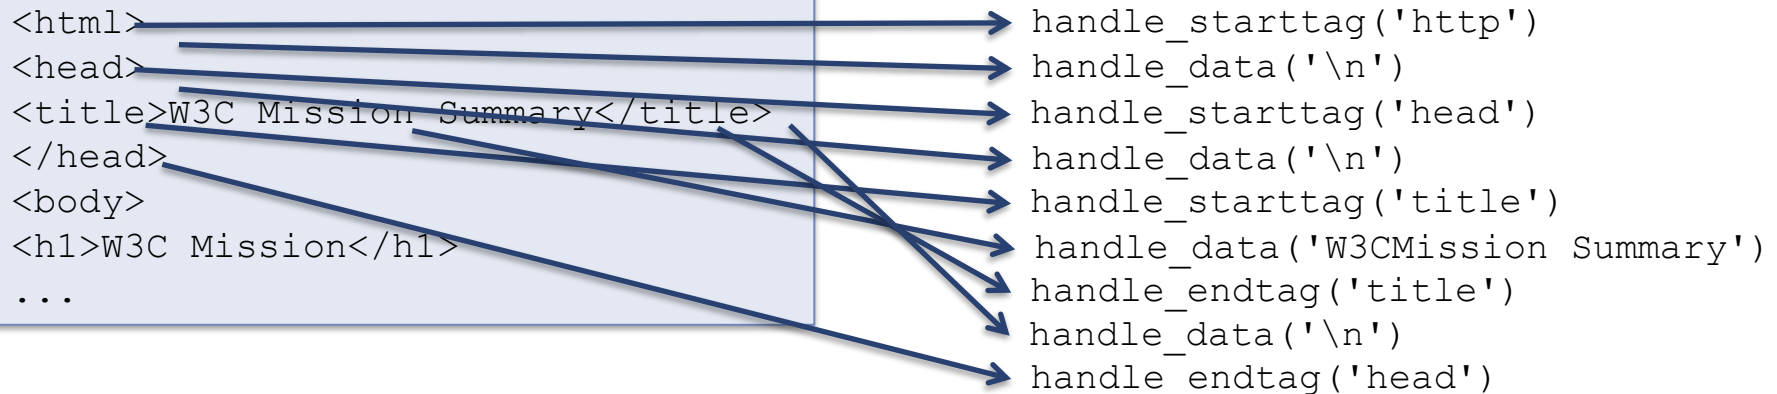 <html>
<head>
<title>W3C Mission Summary</title>
</head>
<body>
<h1>W3C Mission</h1>
...
handle_starttag('http')
handle_data('\n')
handle_starttag('head')
handle_data('\n')
handle_starttag('title')
handle_data('W3CMission Summary')
handle_endtag('title')
handle_data('\n')
handle_endtag('head')